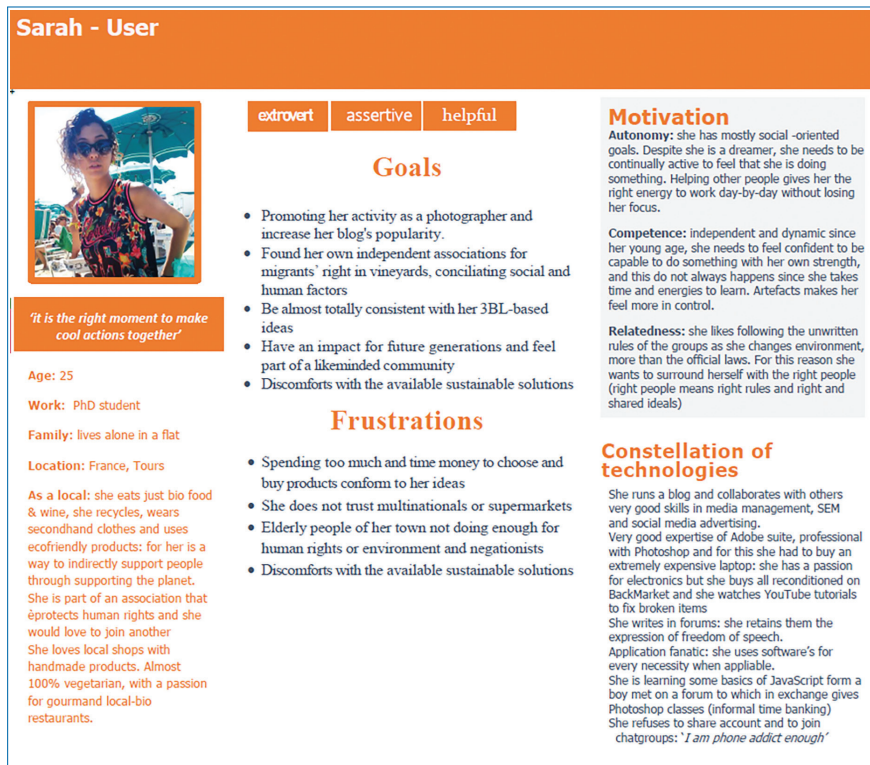 Sarah - User
‘it is the right moment to make
cool actions together’
Age: 25
Work: PhD student
Family: lives alone in a flat
Location: France, Tours
As a local: she eats just bio food
& wine, she recycles, wears
secondhand clothes and uses
ecofriendly products: for her is a
way to indirectly support people
through supporting the planet.
She is part of an association that
èprotects human rights and she
would love to join another
She loves local shops with
handmade products. Almost
100% vegetarian, with a passion
for gourmand local-bio
restaurants.
extrovert
assertive
helpful
Goals
• Promoting her activity as a photographer and
increase her blog's popularity.
• Found her own independent associations for
migrants’ right in vineyards, conciliating social and
human factors
• Be almost totally consistent with her 3BL-based
ideas
• Have an impact for future generations and feel
part of a likeminded community
• Discomforts with the available sustainable solutions
Frustrations
• Spending too much and time money to choose and
buy products conform to her ideas
• She does not trust multinationals or supermarkets
• Elderly people of her town not doing enough for
human rights or environment and negationists
• Discomforts with the available sustainable solutions
Motivation
Autonomy: she has mostly social -oriented
goals. Despite she is a dreamer, she needs to be
continually active to feel that she is doing
something. Helping other people gives her the
right energy to work day-by-day without losing
her focus.
Competence: independent and dynamic since
her young age, she needs to feel confident to be
capable to do something with her own strength,
and this do not always happens since she takes
time and energies to learn. Artefacts makes her
feel more in control.
Relatedness: she likes following the unwritten
rules of the groups as she changes environment,
more than the official laws. For this reason she
wants to surround herself with the right people
(right people means right rules and right and
shared ideals)
Constellation of
technologies
She runs a blog and collaborates with others
very good skills in media management, SEM
and social media advertising.
Very good expertise of Adobe suite, professional
with Photoshop and for this she had to buy an
extremely expensive laptop: she has a passion
for electronics but she buys all reconditioned on
BackMarket and she watches YouTube tutorials
to fix broken items
She writes in forums: she retains them the
expression of freedom of speech.
Application fanatic: she uses software’s for
every necessity when appliable.
She is learning some basics of JavaScript form a
boy met on a forum to which in exchange gives
Photoshop classes (informal time banking)
She refuses to share account and to join
chatgroups: ‘I am phone addict enough’